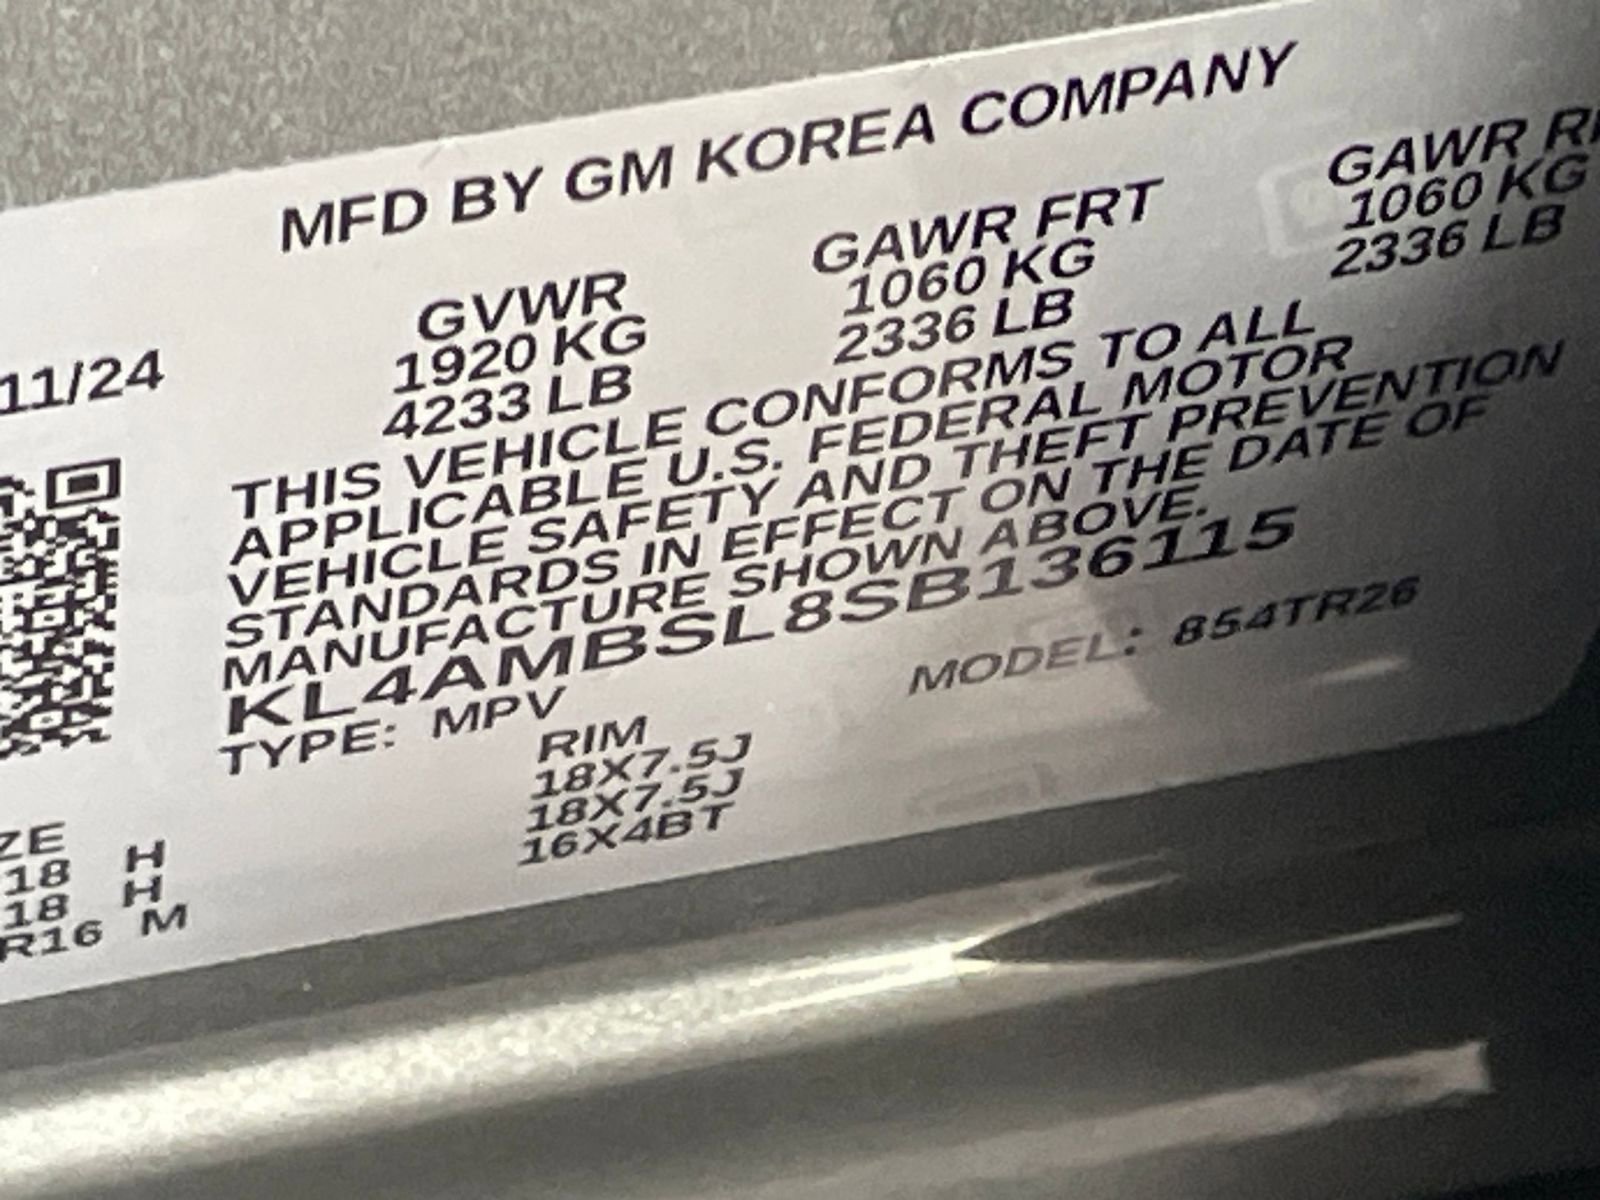 MFD BY GM KOREA COMPANY
11/24
GVWR GAWR FRT GAWR
1920 KG 1060 KG 1060 KG
4233 LB 2336 LB 2336 LB
THIS VEHICLE CONFORMS TO ALL
APPLICABLE U.S. FEDERAL MOTOR
VEHICLE SAFETY AND THEFT PREVENTION
STANDARDS IN EFFECT ON THE DATE OF
MANUFACTURE SHOWN ABOVE.
KL4AMBSL8SB136115
TYPE: MPV MODEL: 854TR26
ZE RIM
18 H 18X7.5J
18 H 18X7.5J
R16 M 16X4BT